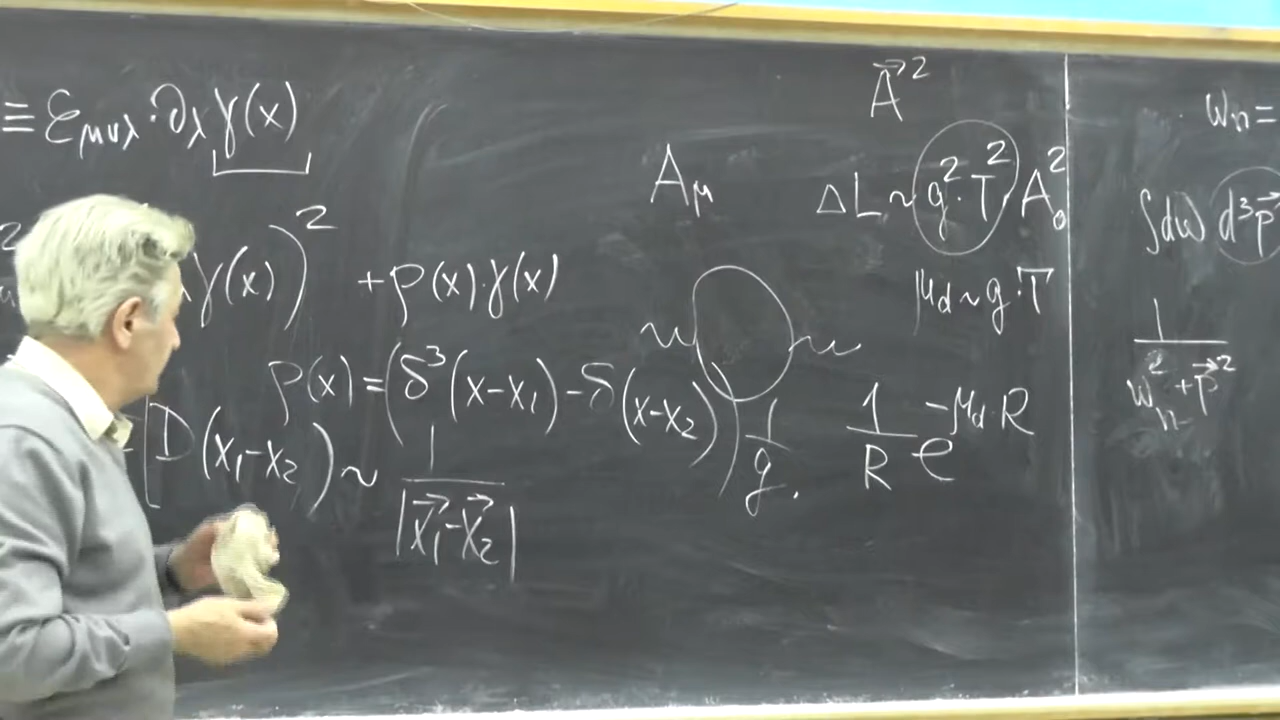 ≡ ε_{μνλ}·∂_λ γ(x)
γ(x))² + ρ(x)·γ(x)
ρ(x) = (δ³(x-x₁) - δ(x-x₂)) 1/g.
[D(x₁-x₂) ~ 1/|x⃗₁-x⃗₂|
A⃗²
A_μ
ΔL ~ g²·T² A₀²
μ_d ~ g·T
1/R e^{-μ_d·R}
ω_n =
∫dω d³p⃗
1/(ω_n²+p⃗²)